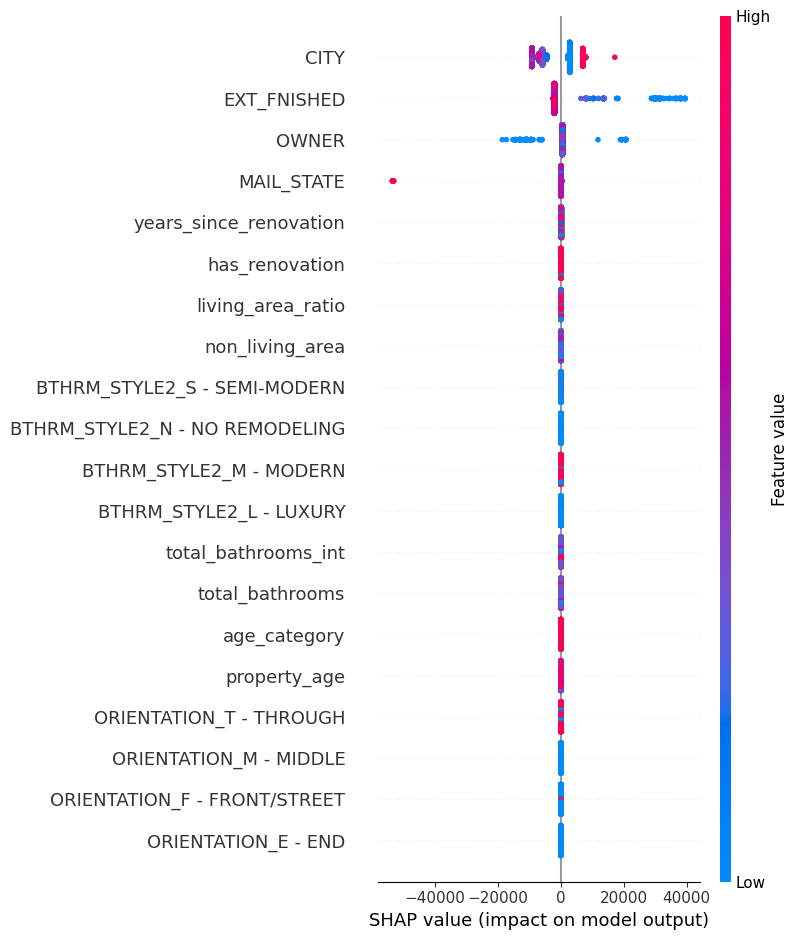 High
CITY
EXT_FNISHED
OWNER
MAIL_STATE
years_since_renovation
has_renovation
living_area_ratio
non_living_area
BTHRM_STYLE2_S - SEMI-MODERN
BTHRM_STYLE2_N - NO REMODELING
BTHRM_STYLE2_M - MODERN
BTHRM_STYLE2_L - LUXURY
total_bathrooms_int
total_bathrooms
age_category
property_age
ORIENTATION_T - THROUGH
ORIENTATION_M - MIDDLE
ORIENTATION_F - FRONT/STREET
ORIENTATION_E - END
Feature value
Low
−40000 −20000 0 20000 40000
SHAP value (impact on model output)